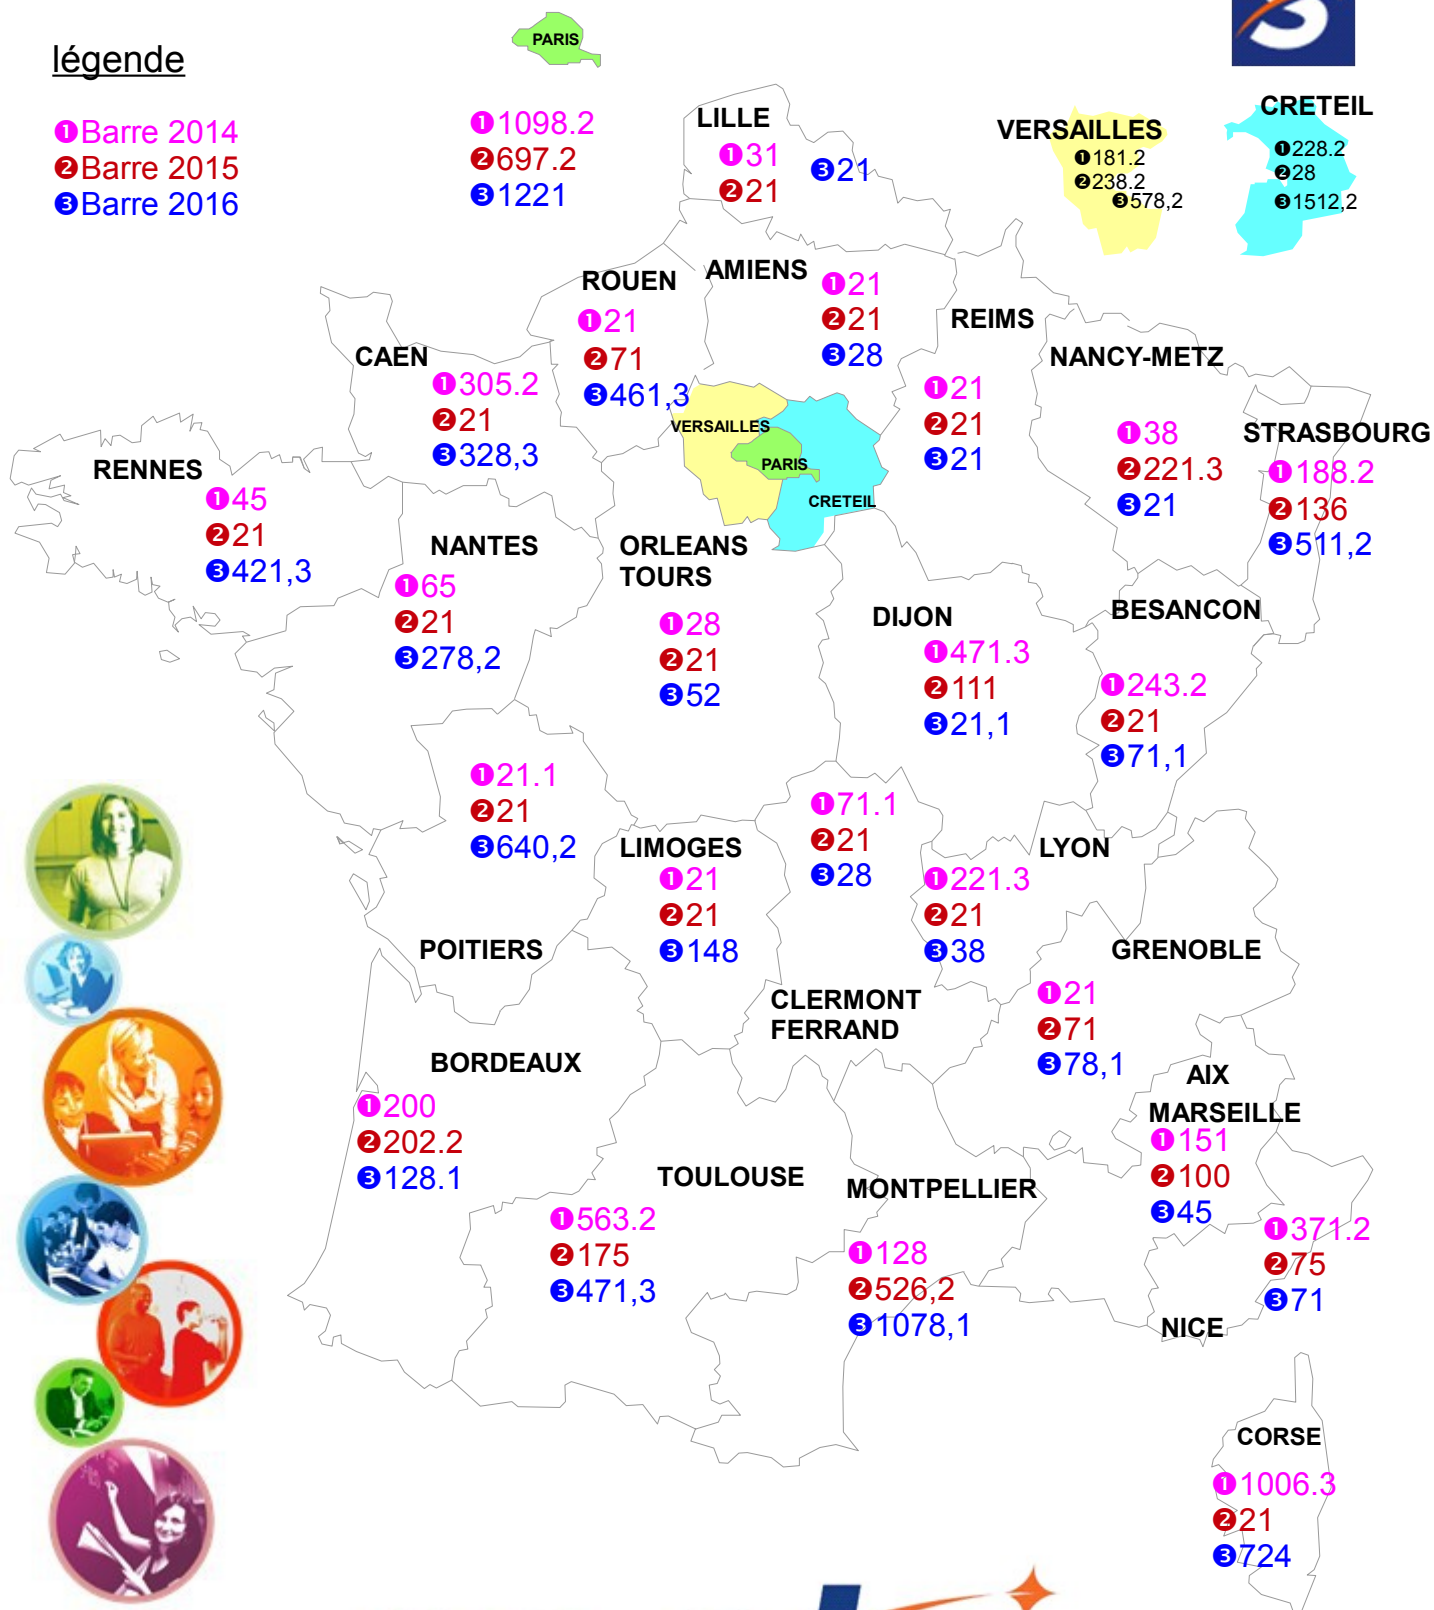 PARIS
légende
❶Barre 2014
❷Barre 2015
❸Barre 2016
❶1098.2
❷697.2
❸1221
LILLE
❶31
❷21
❸21
VERSAILLES
❶181.2
❷238.2
❸578,2
CRETEIL
❶228.2
❷28
❸1512,2
ROUEN
❶21
❷71
❸461,3
AMIENS
❶21
❷21
❸28
REIMS
❶21
❷21
❸21
NANCY-METZ
❶38
❷221.3
❸21
STRASBOURG
❶188.2
❷136
❸511,2
CAEN
❶305.2
❷21
❸328,3
VERSAILLES
PARIS
CRETEIL
RENNES
❶45
❷21
❸421,3
NANTES
❶65
❷21
❸278,2
ORLEANS
TOURS
❶28
❷21
❸52
DIJON
❶471.3
❷111
❸21,1
BESANCON
❶243.2
❷21
❸71,1
❶21.1
❷21
❸640,2
POITIERS
LIMOGES
❶21
❷21
❸148
❶71.1
❷21
❸28
CLERMONT
FERRAND
LYON
❶221.3
❷21
❸38
GRENOBLE
❶21
❷71
❸78,1
BORDEAUX
❶200
❷202.2
❸128.1
AIX
MARSEILLE
❶151
❷100
❸45
TOULOUSE
❶563.2
❷175
❸471,3
MONTPELLIER
❶128
❷526,2
❸1078,1
❶371.2
❷75
❸71
NICE
CORSE
❶1006.3
❷21
❸724